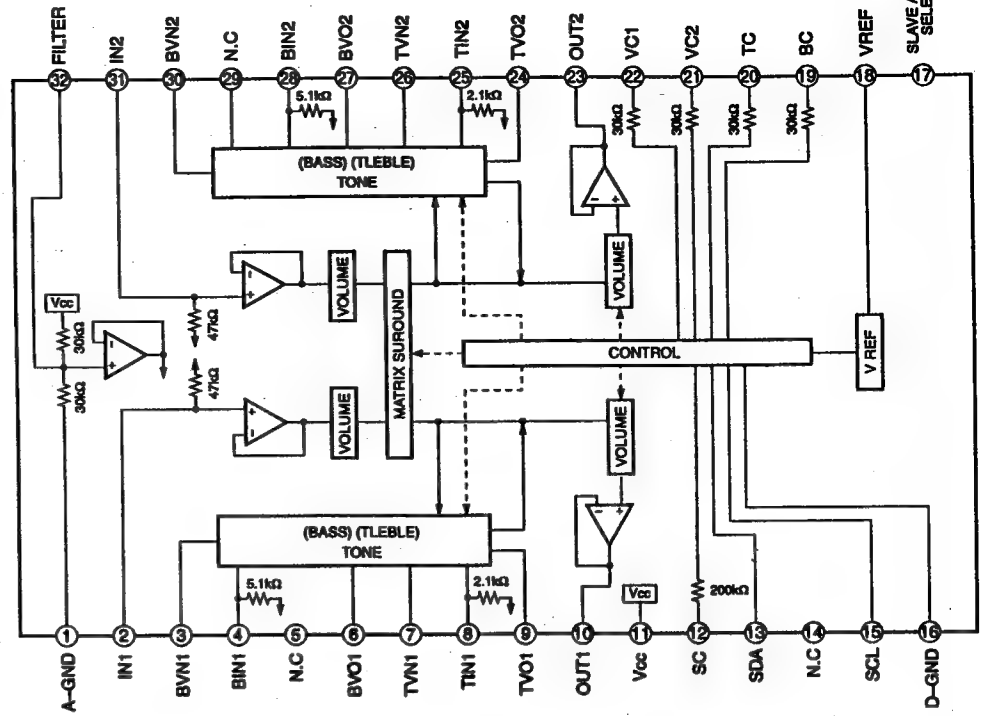 FILTER
IN2
BVN2
N.C
BIN2
BVO2
TVN2
TIN2
TVO2
OUT2
VC1
VC2
TC
BC
VREF
SLAVE /
SELE
32
31
30
29
28
27
26
25
24
23
22
21
20
19
18
17
5.1kΩ
2.1kΩ
30kΩ
30kΩ
30kΩ
30kΩ
(BASS) (TLEBLE)
TONE
VOLUME
VOLUME
MATRIX SURROUND
Vcc
30kΩ
30kΩ
47kΩ
47kΩ
CONTROL
V REF
VOLUME
VOLUME
(BASS) (TLEBLE)
TONE
5.1kΩ
2.1kΩ
Vcc
200kΩ
1
2
3
4
5
6
7
8
9
10
11
12
13
14
15
16
A-GND
IN1
BVN1
BIN1
N.C
BVO1
TVN1
TIN1
TVO1
OUT1
Vcc
SC
SDA
N.C
SCL
D-GND